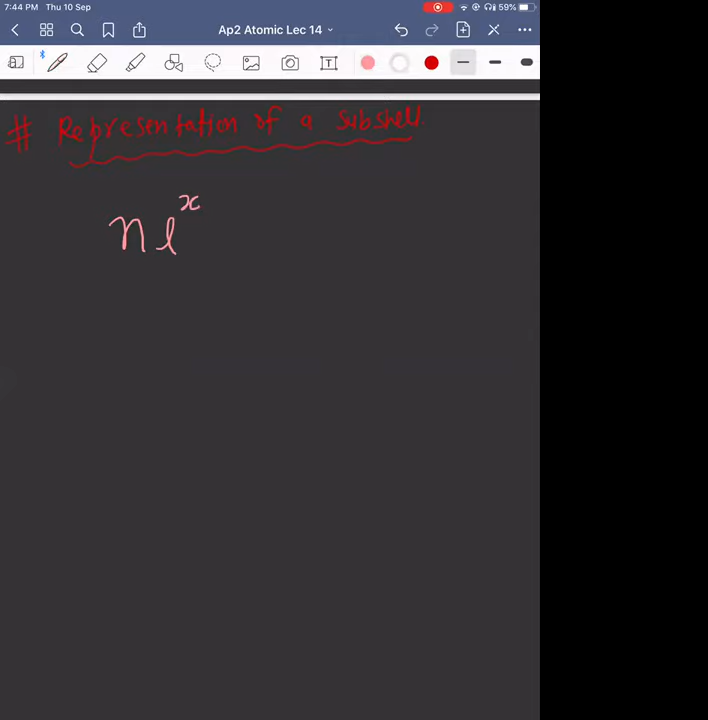 7:44 PM Thu 10 Sep 59%
Ap2 Atomic Lec 14
# Representation of a subshell.
nl^x